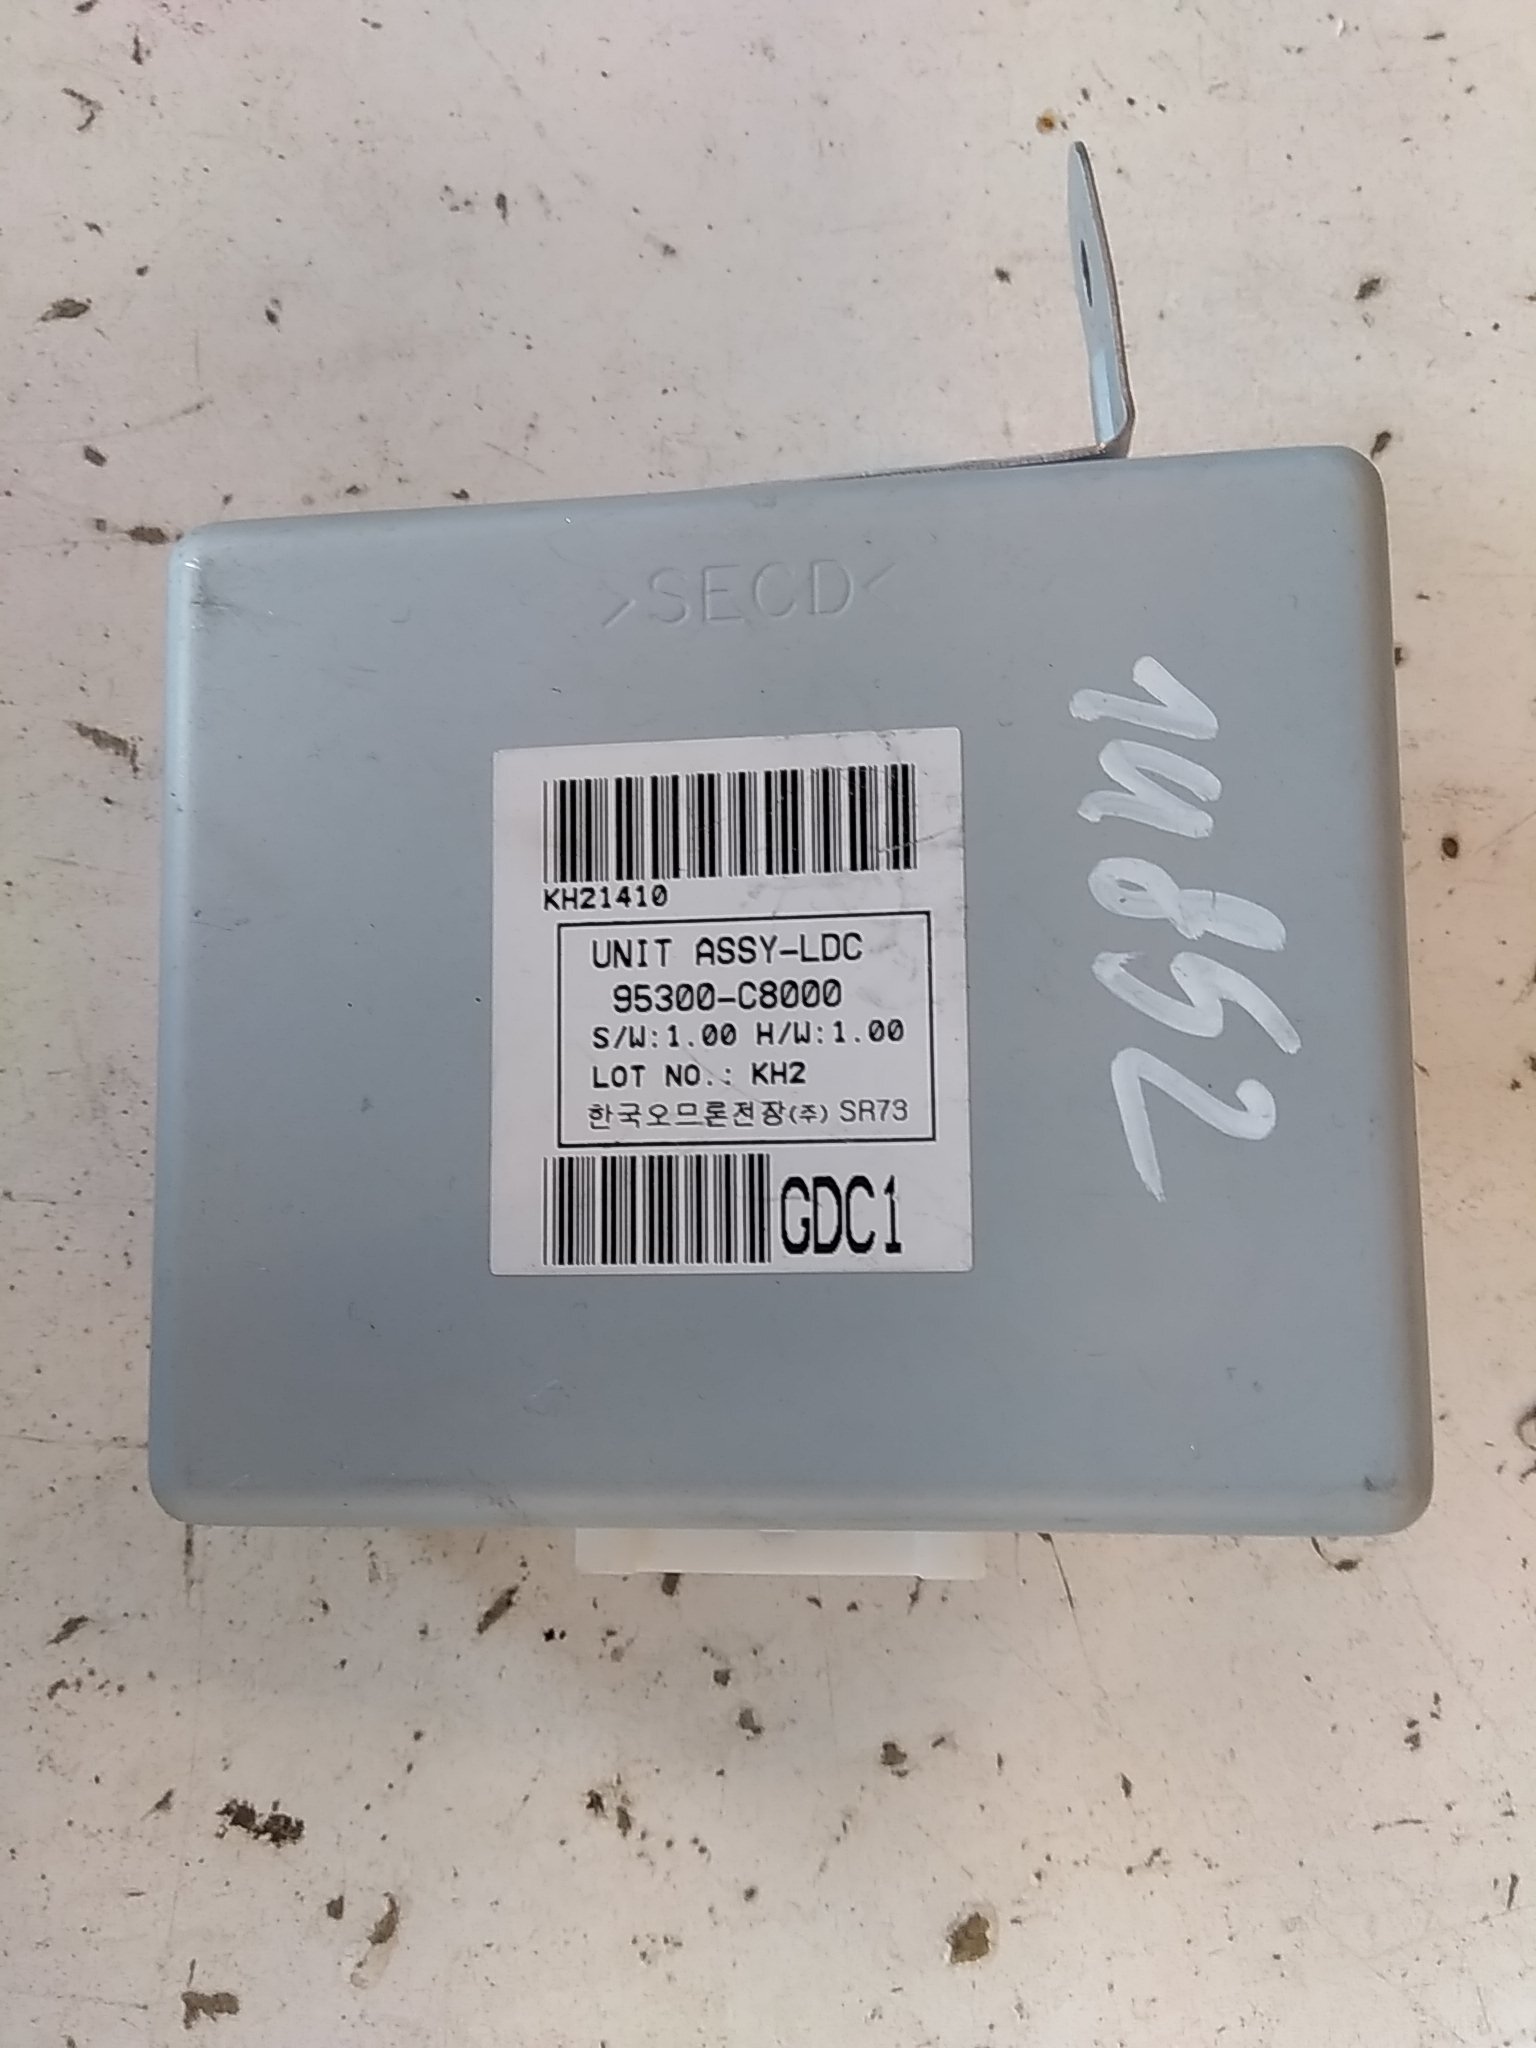 >SECD<
KH21410
UNIT ASSY-LDC
95300-C8000
S/W:1.00 H/W:1.00
LOT NO.: KH2
한국오므론전장(주) SR73
GDC1